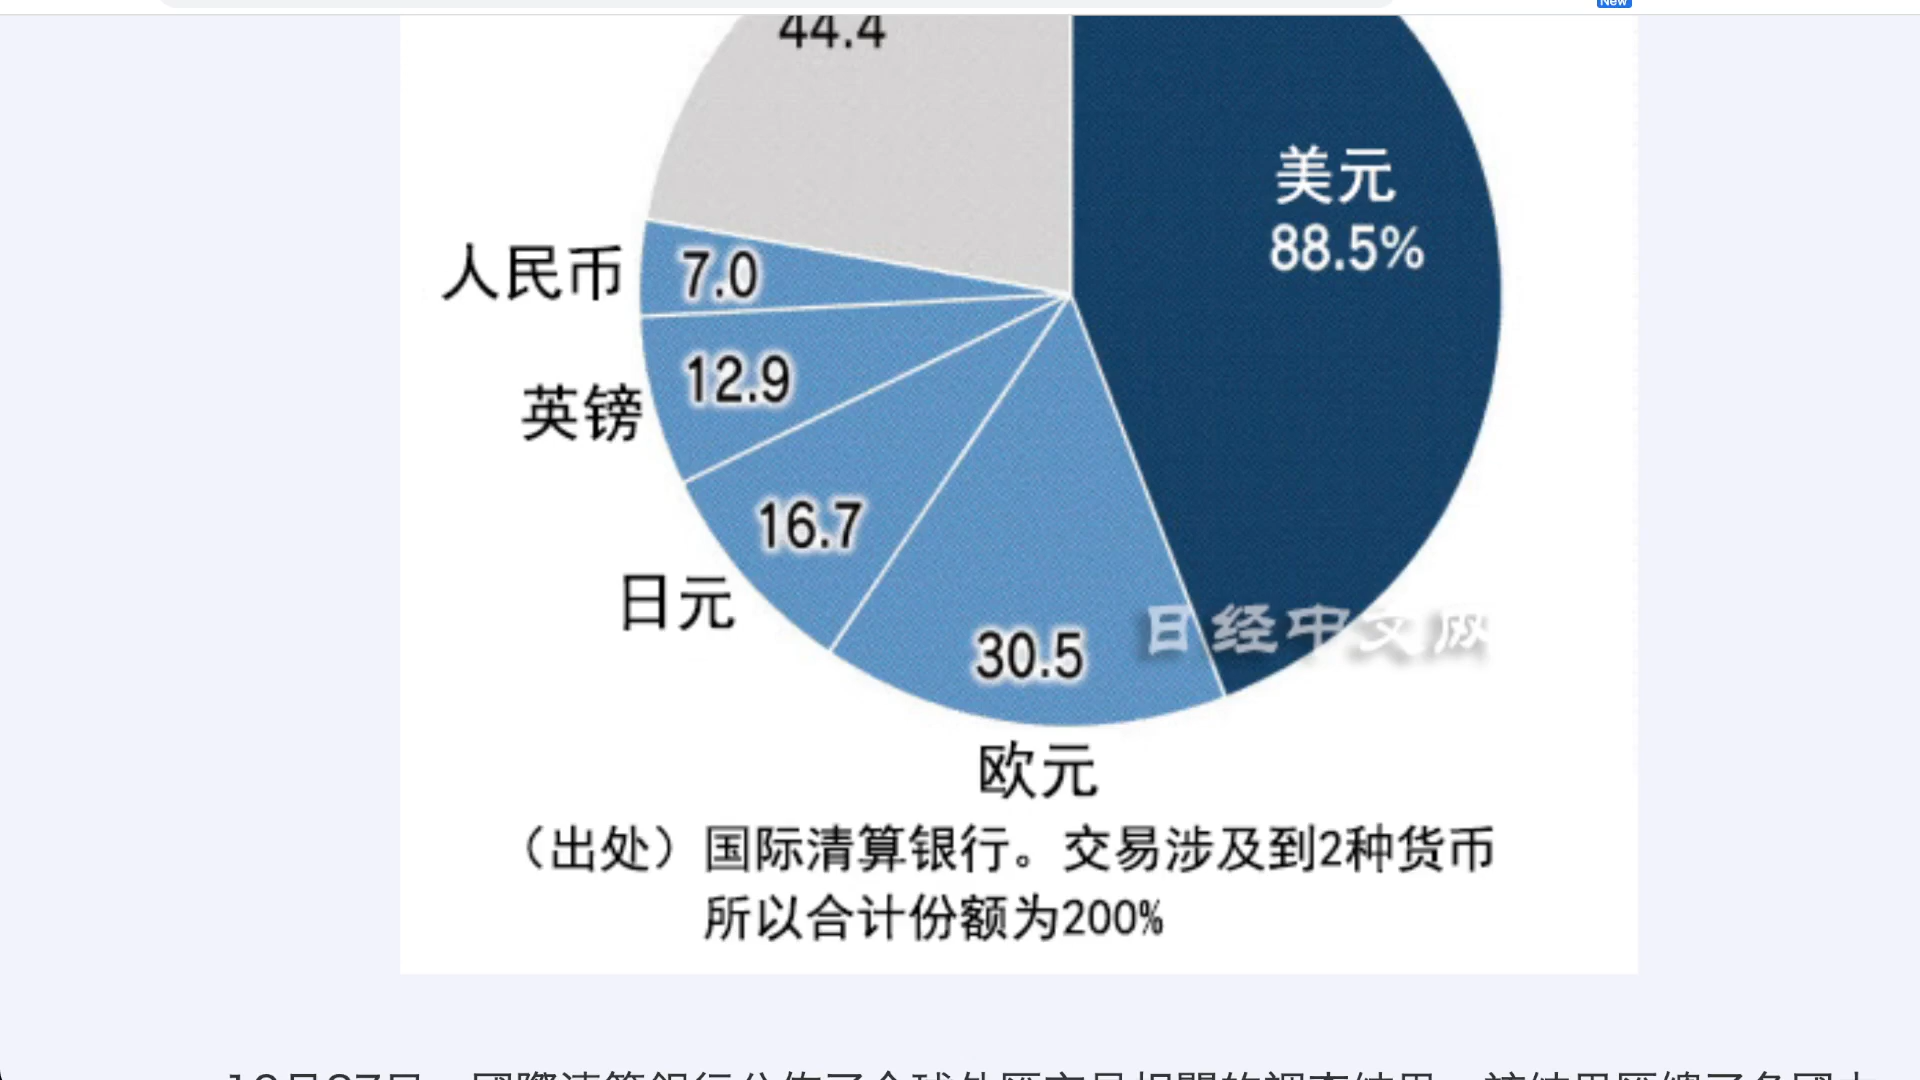 New
44.4
美元
88.5%
人民币
7.0
12.9
英镑
16.7
日元
日经中文网
30.5
欧元
（出处）国际清算银行。交易涉及到2种货币
所以合计份额为200%